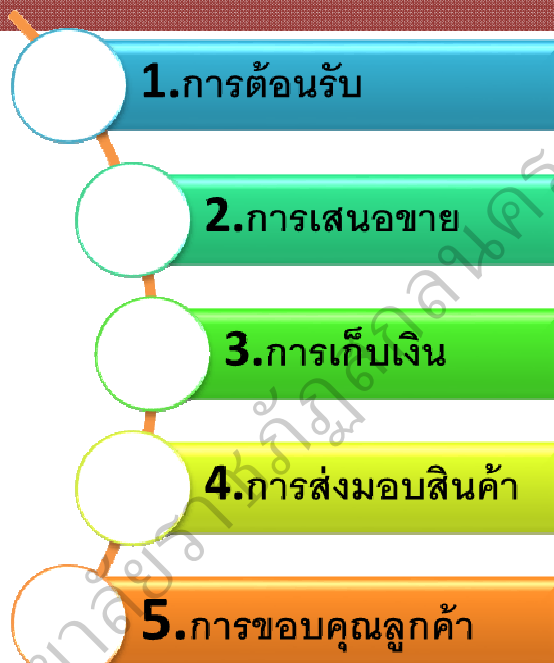 1.การต้อนรับ
2.การเสนอขาย
3.การเก็บเงิน
4.การส่งมอบสินค้า
5.การขอบคุณลูกค้า